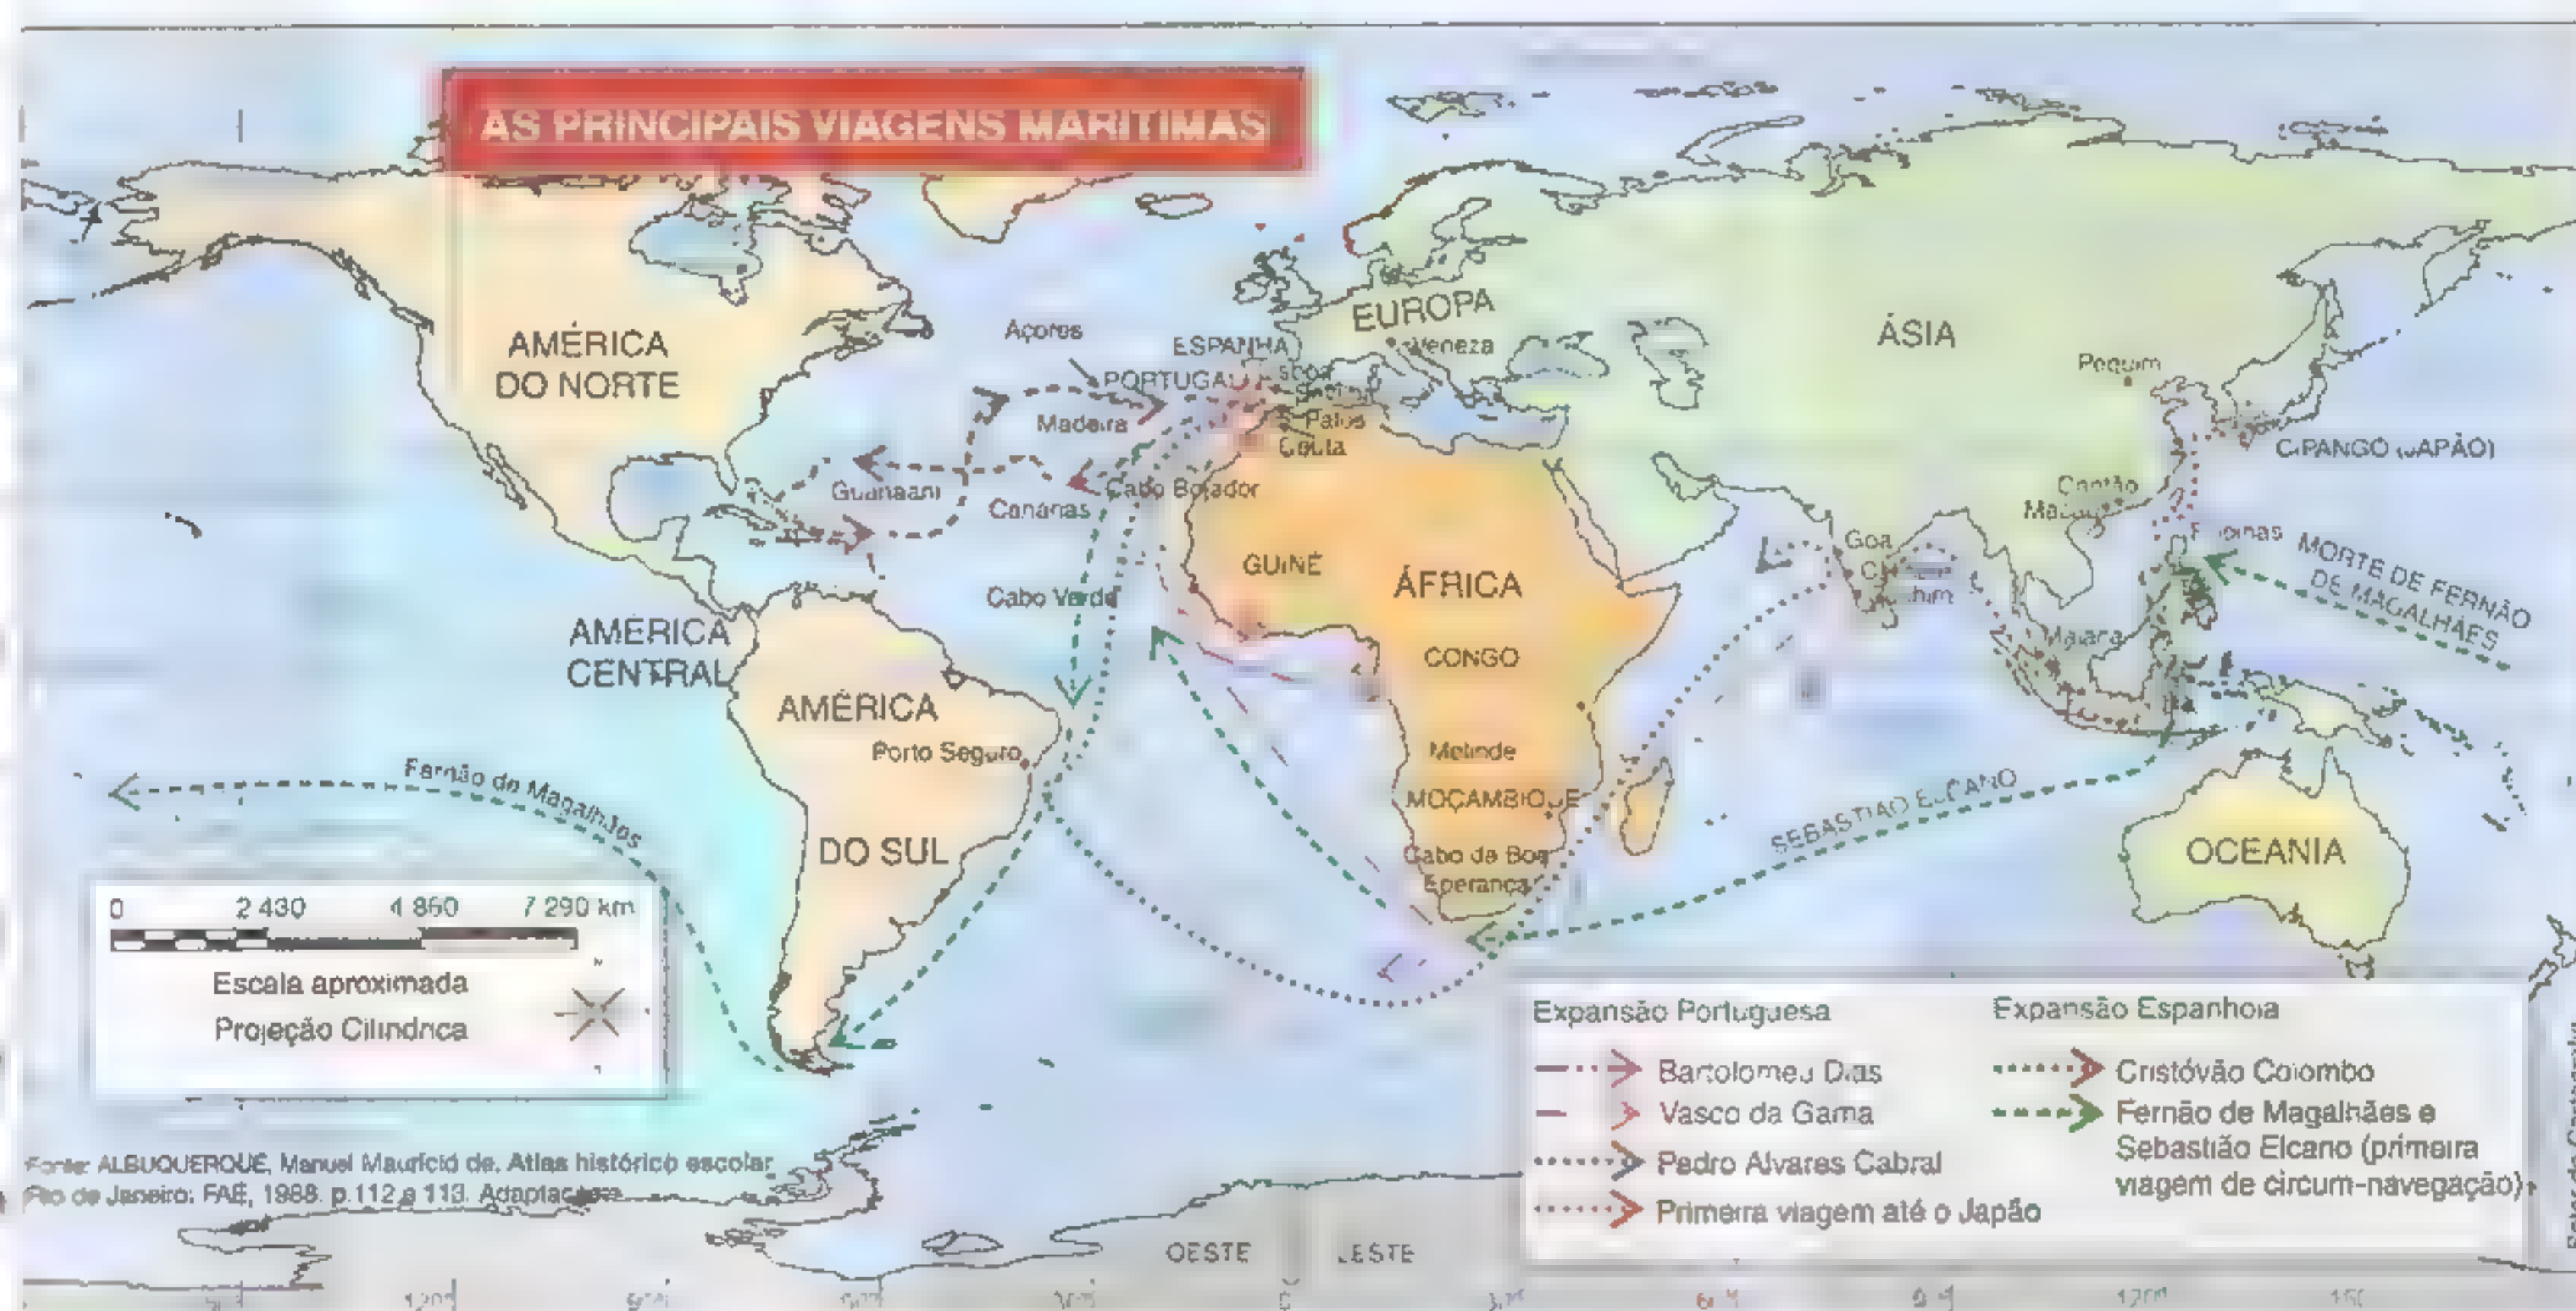 AS PRINCIPAIS VIAGENS MARÍTIMAS
AMÉRICA
DO NORTE
Açores
ESPANHA
PORTUGAL
EUROPA
Veneza
ÁSIA
Pequim
Madeira
Palos
Ceuta
CIPANGO (JAPÃO)
Guanaani
Canárias
Cabo Bojador
Cantão
Goa
MORTE DE FERNÃO
DE MAGALHÃES
GUINÉ
ÁFRICA
Cabo Verde
AMÉRICA
CENTRAL
CONGO
AMÉRICA
Porto Seguro
Melinde
Fernão de Magalhães
MOÇAMBIQUE
SEBASTIÃO ELCANO
DO SUL
Cabo da Boa
Eperança
OCEANIA
0 2 430 4 860 7 290 km
Escala aproximada
Projeção Cilíndrica
Expansão Portuguesa
Bartolomeu Dias
Vasco da Gama
Pedro Alvares Cabral
Primeira viagem até o Japão
Expansão Espanhola
Cristóvão Colombo
Fernão de Magalhães e
Sebastião Elcano (primeira
viagem de circum-navegação)
Fonte: ALBUQUERQUE, Manuel Maurício de. Atlas histórico escolar.
Rio de Janeiro: FAE, 1988. p.112 e 113.
OESTE LESTE